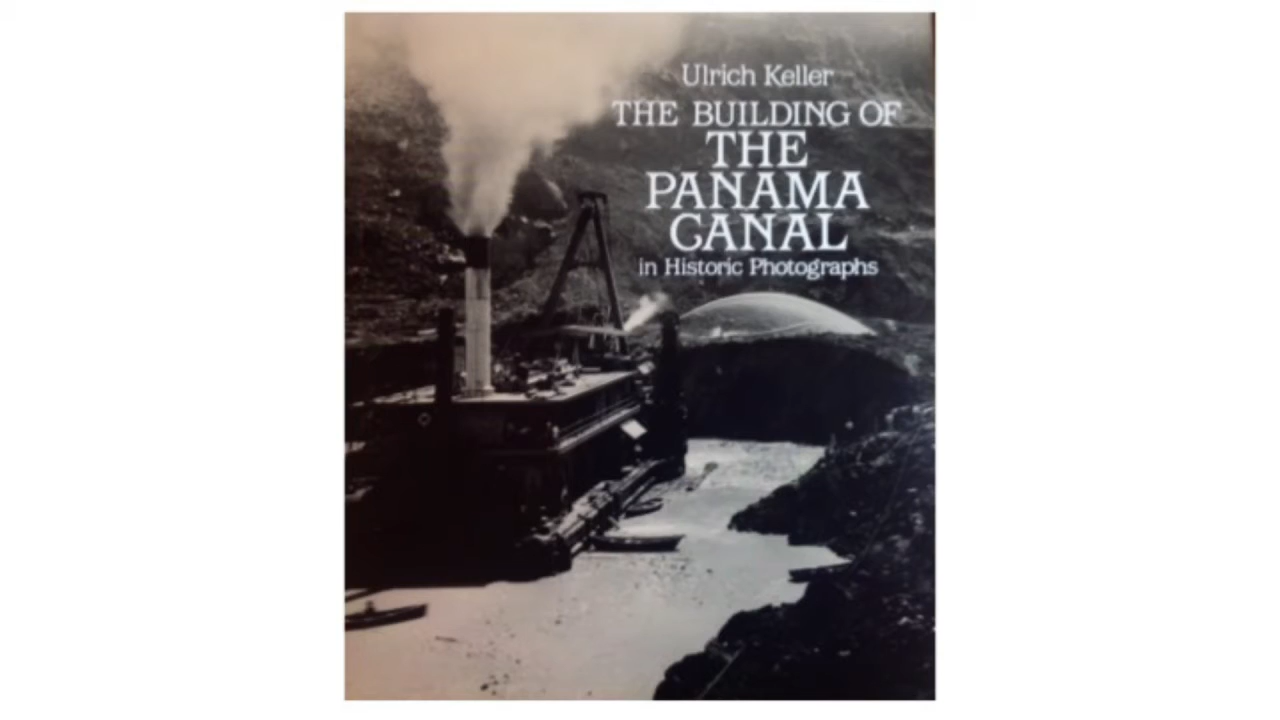 Ulrich Keller
THE BUILDING OF
THE
PANAMA
CANAL
in Historic Photographs